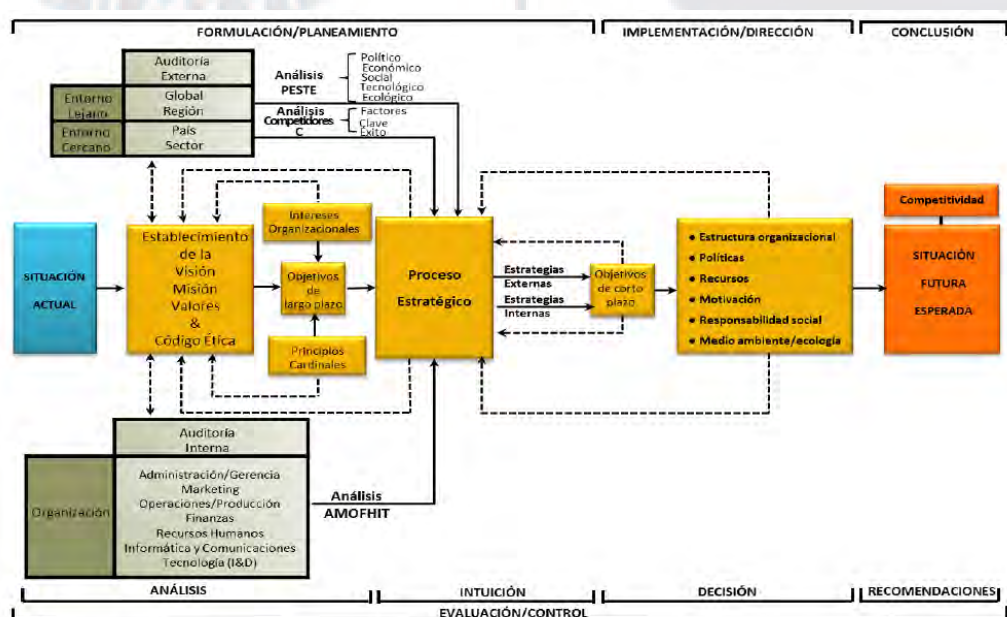 FORMULACIÓN/PLANEAMIENTO
IMPLEMENTACIÓN/DIRECCIÓN
CONCLUSIÓN
Auditoría
Externa
Entorno
Lejano
Global
Región
Entorno
Cercano
País
Sector
Análisis
PESTE
Político
Económico
Social
Tecnológico
Ecológico
Análisis
Competidores
C
Factores
Clave
Éxito
SITUACIÓN
ACTUAL
Establecimiento
de la
Visión
Misión
Valores
&
Código Ética
Intereses
Organizacionales
Objetivos
de
largo plazo
Principios
Cardinales
Proceso
Estratégico
Estrategias
Externas
Estrategias
Internas
Objetivos
de corto
plazo
• Estructura organizacional
• Políticas
• Recursos
• Motivación
• Responsabilidad social
• Medio ambiente/ecología
Competitividad
SITUACIÓN
FUTURA
ESPERADA
Auditoría
Interna
Organización
Administración/Gerencia
Marketing
Operaciones/Producción
Finanzas
Recursos Humanos
Informática y Comunicaciones
Tecnología (I&D)
Análisis
AMOFHIT
ANÁLISIS
INTUICIÓN
DECISIÓN
RECOMENDACIONES
EVALUACIÓN/CONTROL